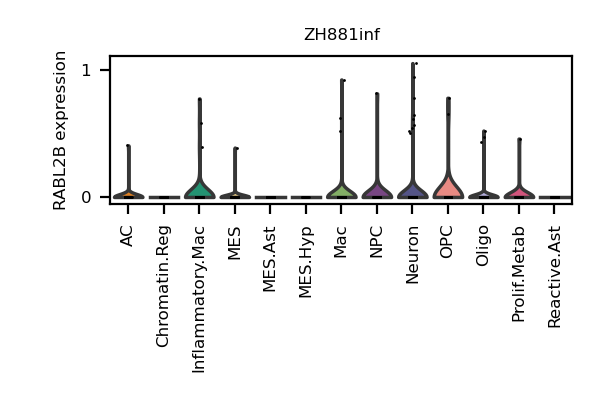 ZH881inf
RABL2B expression
1
0
AC
Chromatin.Reg
Inflammatory.Mac
MES
MES.Ast
MES.Hyp
Mac
NPC
Neuron
OPC
Oligo
Prolif.Metab
Reactive.Ast